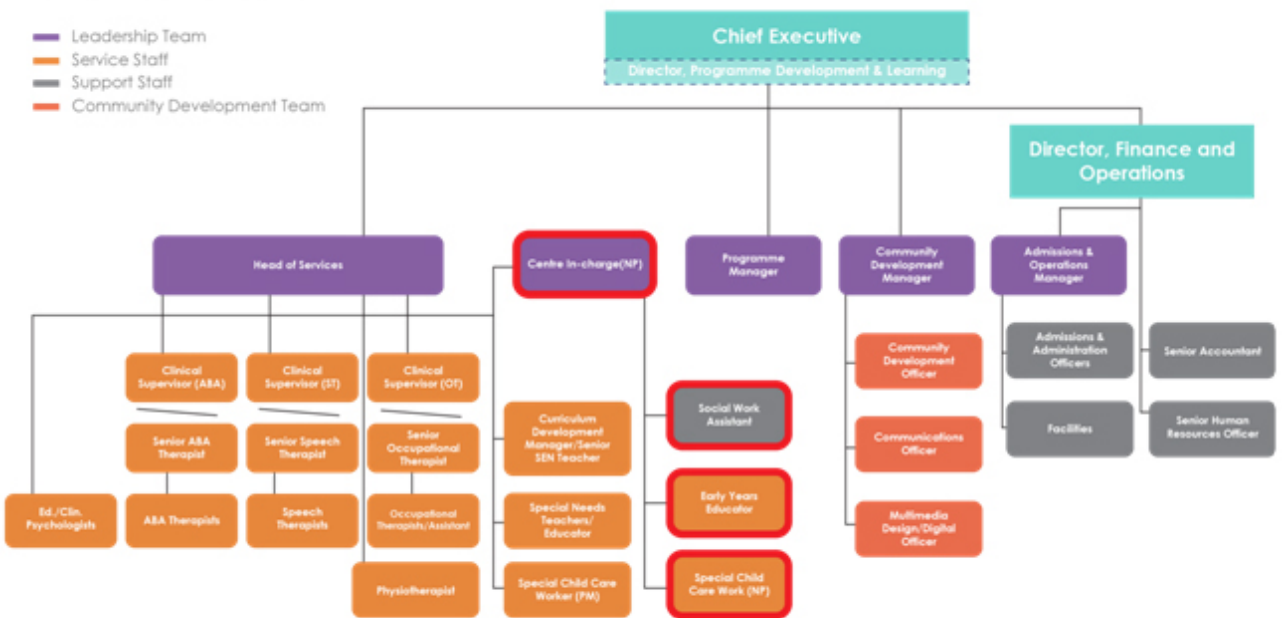 Leadership Team
Service Staff
Support Staff
Community Development Team
Chief Executive
Director, Programme Development & Learning
Director, Finance and
Operations
Head of Services
Centre In-charge(NP)
Programme
Manager
Community
Development
Manager
Admissions &
Operations
Manager
Clinical
Supervisor (ABA)
Clinical
Supervisor (ST)
Clinical
Supervisor (OT)
Senior ABA
Therapist
Senior Speech
Therapist
Senior
Occupational
Therapist
Ed./Clin.
Psychologists
ABA Therapists
Speech
Therapists
Occupational
Therapists/Assistant
Physiotherapist
Curriculum
Development
Manager/Senior
SEN Teacher
Special Needs
Teachers/
Educator
Special Child Care
Worker (PM)
Social Work
Assistant
Early Years
Educator
Special Child
Care Work (NP)
Community
Development
Officer
Communications
Officer
Multimedia
Design/Digital
Officer
Admissions &
Administration
Officers
Facilities
Senior Accountant
Senior Human
Resources Officer